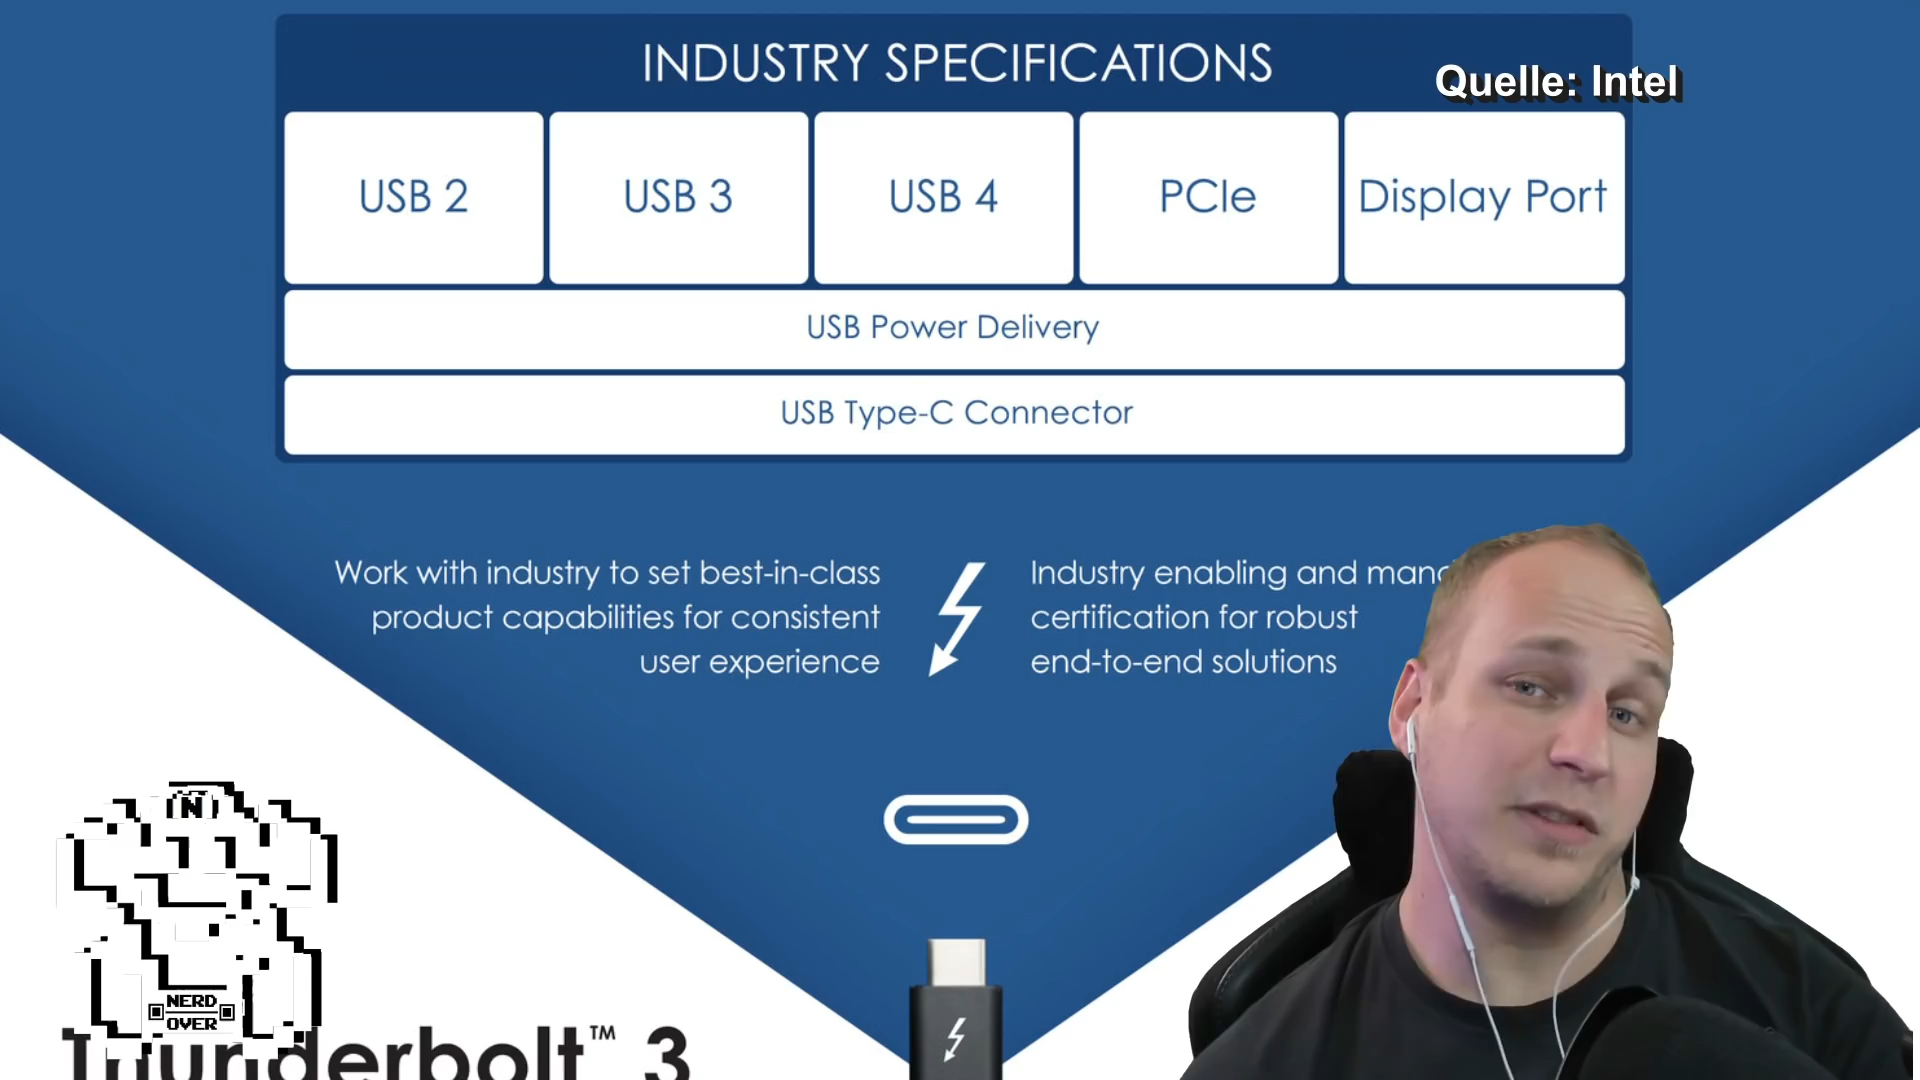 INDUSTRY SPECIFICATIONS
Quelle: Intel
USB 2
USB 3
USB 4
PCIe
Display Port
USB Power Delivery
USB Type-C Connector
Work with industry to set best-in-class
product capabilities for consistent
user experience
Industry enabling and
certification for robust
end-to-end solutions
N
NERD
OVER
Thunderbolt™ 3